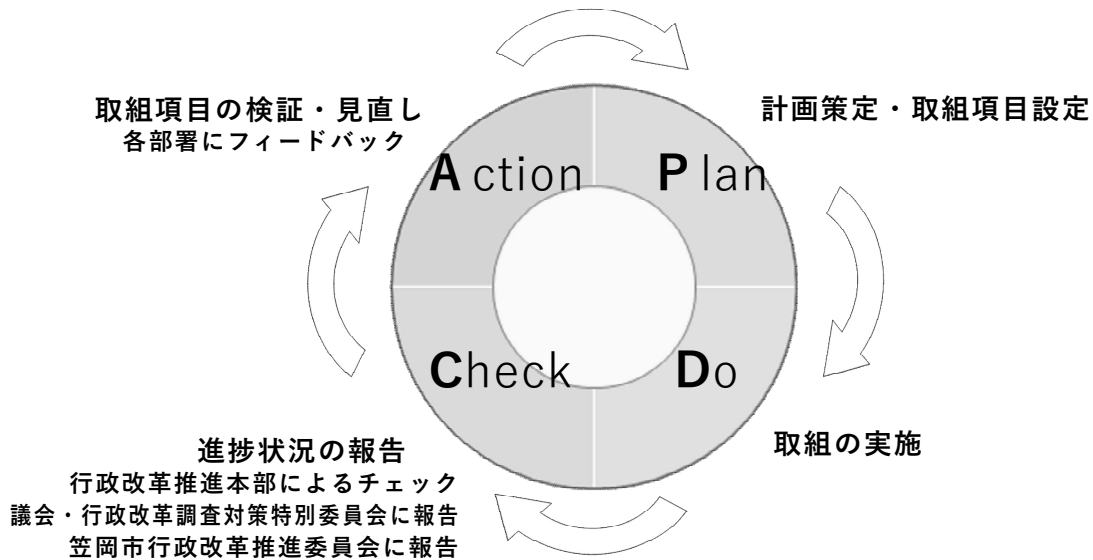 取組項目の検証・見直し
各部署にフィードバック
計画策定・取組項目設定
Action
Plan
Check
Do
進捗状況の報告
行政改革推進本部によるチェック
議会・行政改革調査対策特別委員会に報告
笠岡市行政改革推進委員会に報告
取組の実施